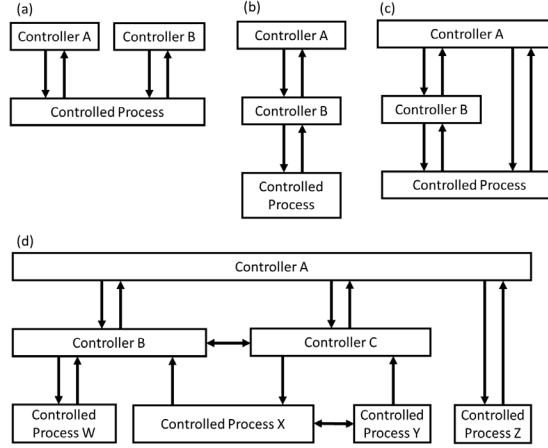 (a)
Controller A
Controller B
Controlled Process
(b)
Controller A
Controller B
Controlled
Process
(c)
Controller A
Controller B
Controlled Process
(d)
Controller A
Controller B
Controller C
Controlled
Process W
Controlled Process X
Controlled
Process Y
Controlled
Process Z